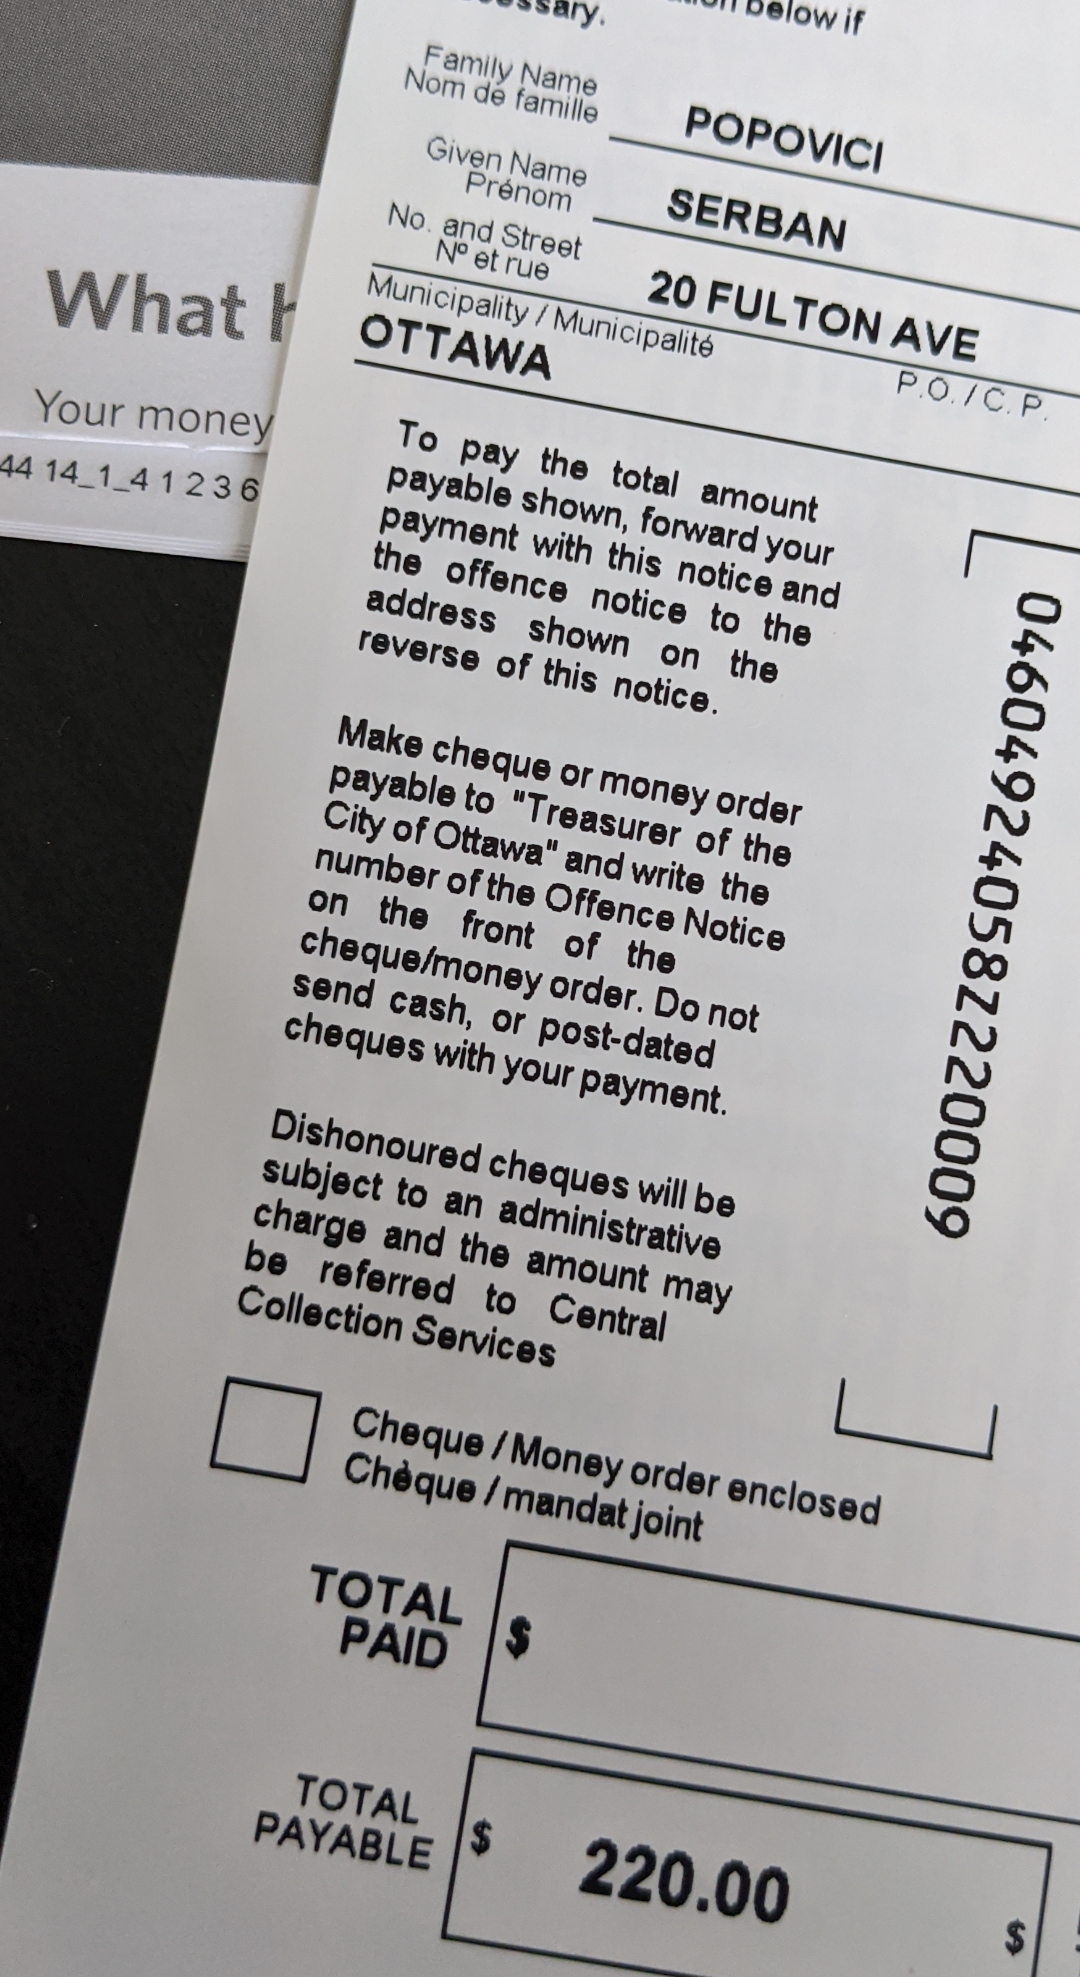 below if
Family Name
Nom de famille
POPOVICI
Given Name
Prénom
SERBAN
No. and Street
Nº et rue
20 FULTON AVE
Municipality / Municipalité
OTTAWA
P.O. / C. P.
To pay the total amount
payable shown, forward your
payment with this notice and
the offence notice to the
address shown on the
reverse of this notice.
Make cheque or money order
payable to "Treasurer of the
City of Ottawa" and write the
number of the Offence Notice
on the front of the
cheque/money order. Do not
send cash, or post-dated
cheques with your payment.
Dishonoured cheques will be
subject to an administrative
charge and the amount may
be referred to Central
Collection Services
04604924058Z220009
Cheque / Money order enclosed
Chèque / mandat joint
TOTAL
PAID
$
TOTAL
PAYABLE
$ 220.00
$
What
Your money
44 14_1_4 1 2 3 6